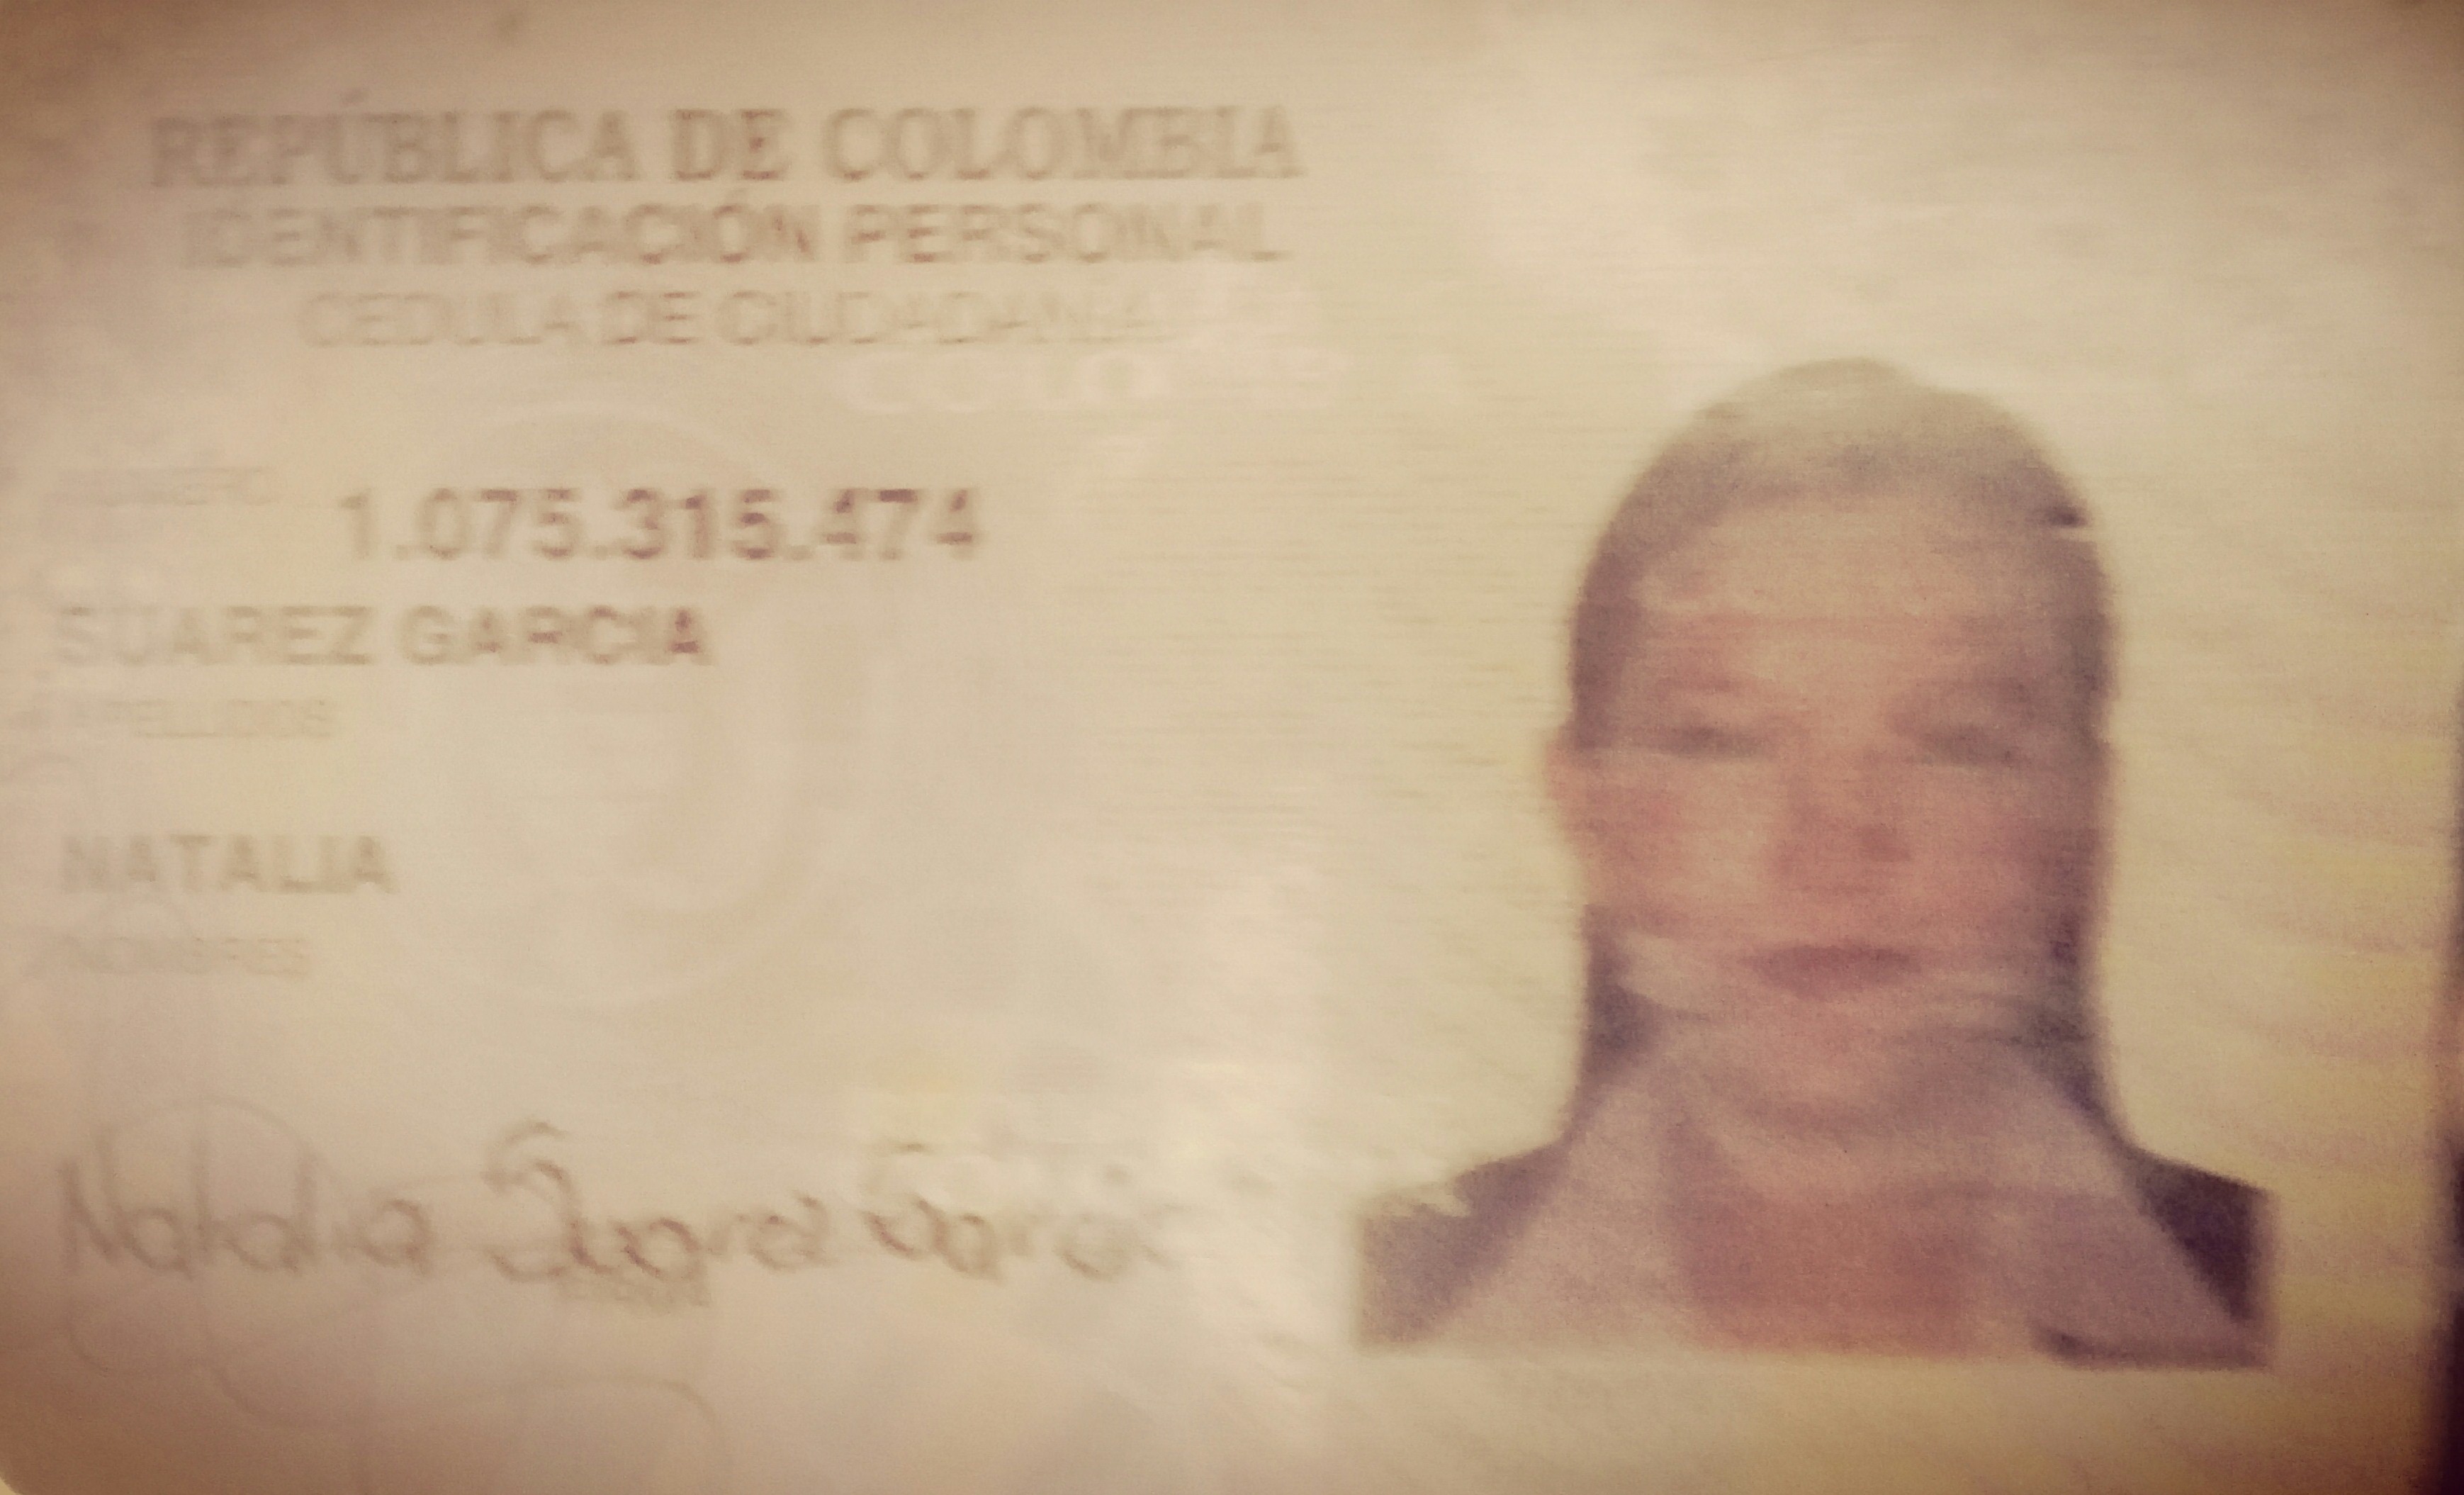 REPÚBLICA DE COLOMBIA
IDENTIFICACIÓN PERSONAL
CEDULA DE CIUDADANIA
NUMERO 1.075.315.474
SUAREZ GARCIA
APELLIDOS
NATALIA
NOMBRES
Natalia Suarez Garcia